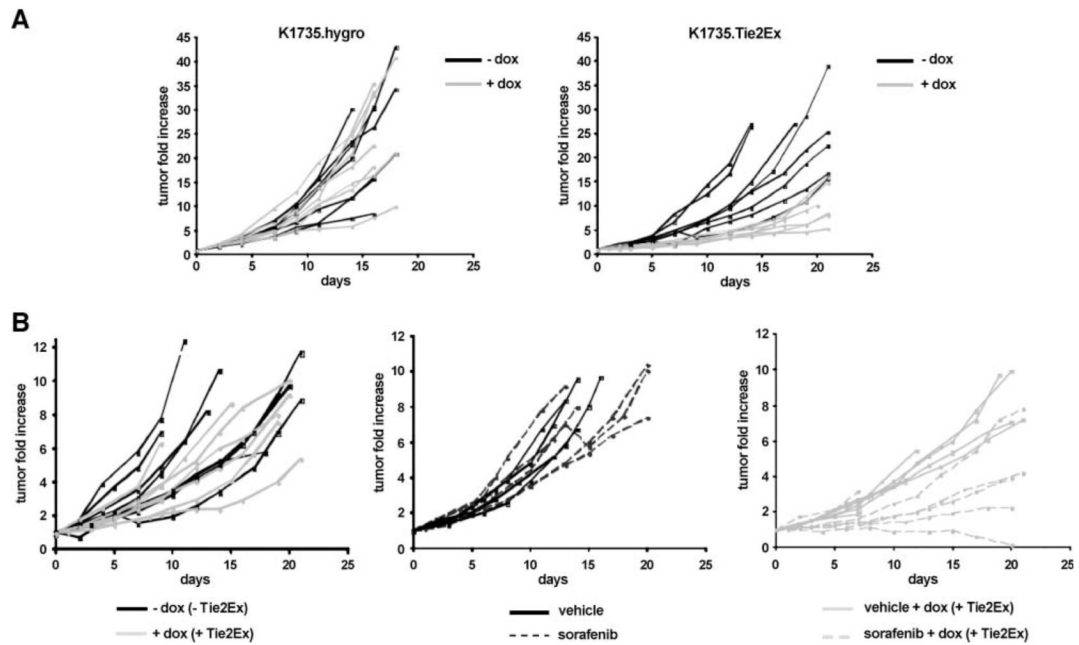 A
K1735.hygro
K1735.Tie2Ex
45
40
35
30
25
20
15
10
5
0
tumor fold increase
0 5 10 15 20 25
days
- dox
+ dox
45
40
35
30
25
20
15
10
5
0
tumor fold increase
0 5 10 15 20 25
days
- dox
+ dox
B
12
10
8
6
4
2
0
tumor fold increase
0 5 10 15 20 25
days
- dox (- Tie2Ex)
+ dox (+ Tie2Ex)
12
10
8
6
4
2
0
tumor fold increase
0 5 10 15 20 25
days
vehicle
sorafenib
12
10
8
6
4
2
0
tumor fold increase
0 5 10 15 20 25
days
vehicle + dox (+ Tie2Ex)
sorafenib + dox (+ Tie2Ex)